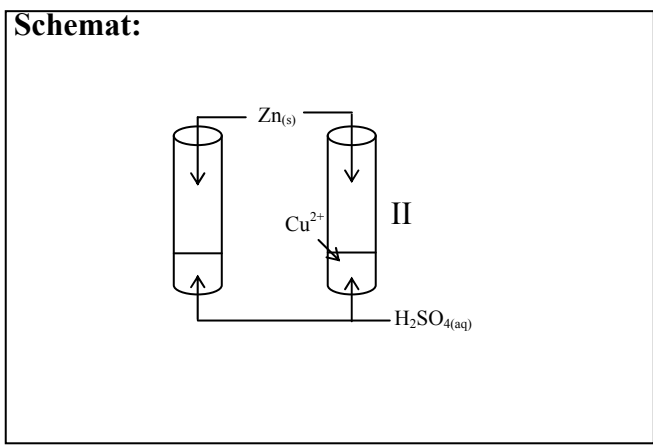 Schemat:
Zn(s)
Cu²⁺
II
H₂SO₄(aq)